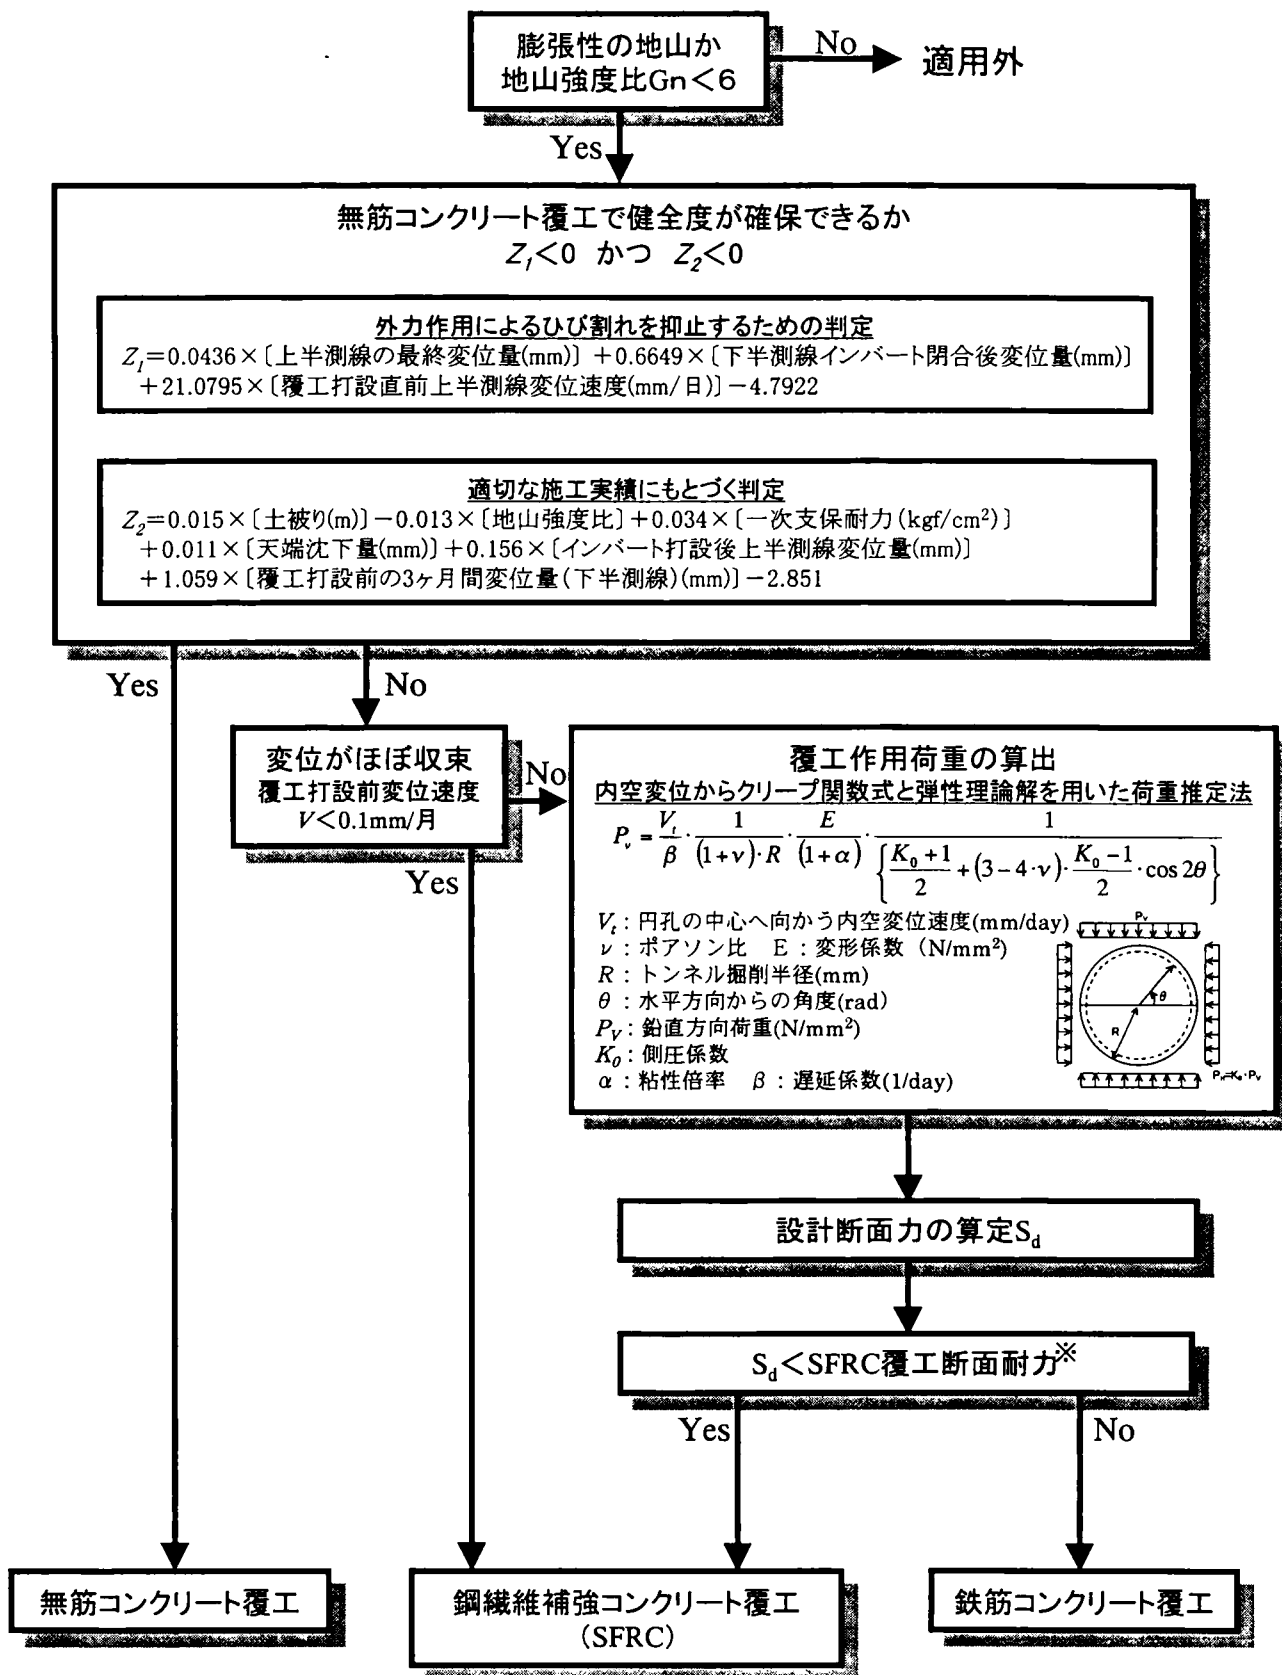 膨張性の地山か
地山強度比Gn＜6
No
適用外
Yes
無筋コンクリート覆工で健全度が確保できるか
Z₁＜0 かつ Z₂＜0
外力作用によるひび割れを抑止するための判定
Z₁＝0.0436×〔上半測線の最終変位量(mm)〕＋0.6649×〔下半測線インバート閉合後変位量(mm)〕
＋21.0795×〔覆工打設直前上半測線変位速度(mm/日)〕－4.7922
適切な施工実績にもとづく判定
Z₂＝0.015×〔土被り(m)〕－0.013×〔地山強度比〕＋0.034×〔一次支保耐力(kgf/cm²)〕
＋0.011×〔天端沈下量(mm)〕＋0.156×〔インバート打設後上半測線変位量(mm)〕
＋1.059×〔覆工打設前の3ヶ月間変位量(下半測線)(mm)〕－2.851
Yes
No
変位がほぼ収束
覆工打設前変位速度
V＜0.1mm/月
No
Yes
覆工作用荷重の算出
内空変位からクリープ関数式と弾性理論解を用いた荷重推定法
P_v = V_t/β · 1/((1+ν)·R) · E/(1+α) · 1/{(K₀+1)/2 + (3−4·ν)·(K₀−1)/2·cos2θ}
V_t：円孔の中心へ向かう内空変位速度(mm/day)
ν：ポアソン比 E：変形係数 (N/mm²)
R：トンネル掘削半径(mm)
θ：水平方向からの角度(rad)
P_V：鉛直方向荷重(N/mm²)
K₀：側圧係数
α：粘性倍率 β：遅延係数(1/day)
P_v
θ
R
P_H=K₀·P_v
設計断面力の算定S_d
S_d＜SFRC覆工断面耐力※
Yes
No
無筋コンクリート覆工
鋼繊維補強コンクリート覆工
(SFRC)
鉄筋コンクリート覆工